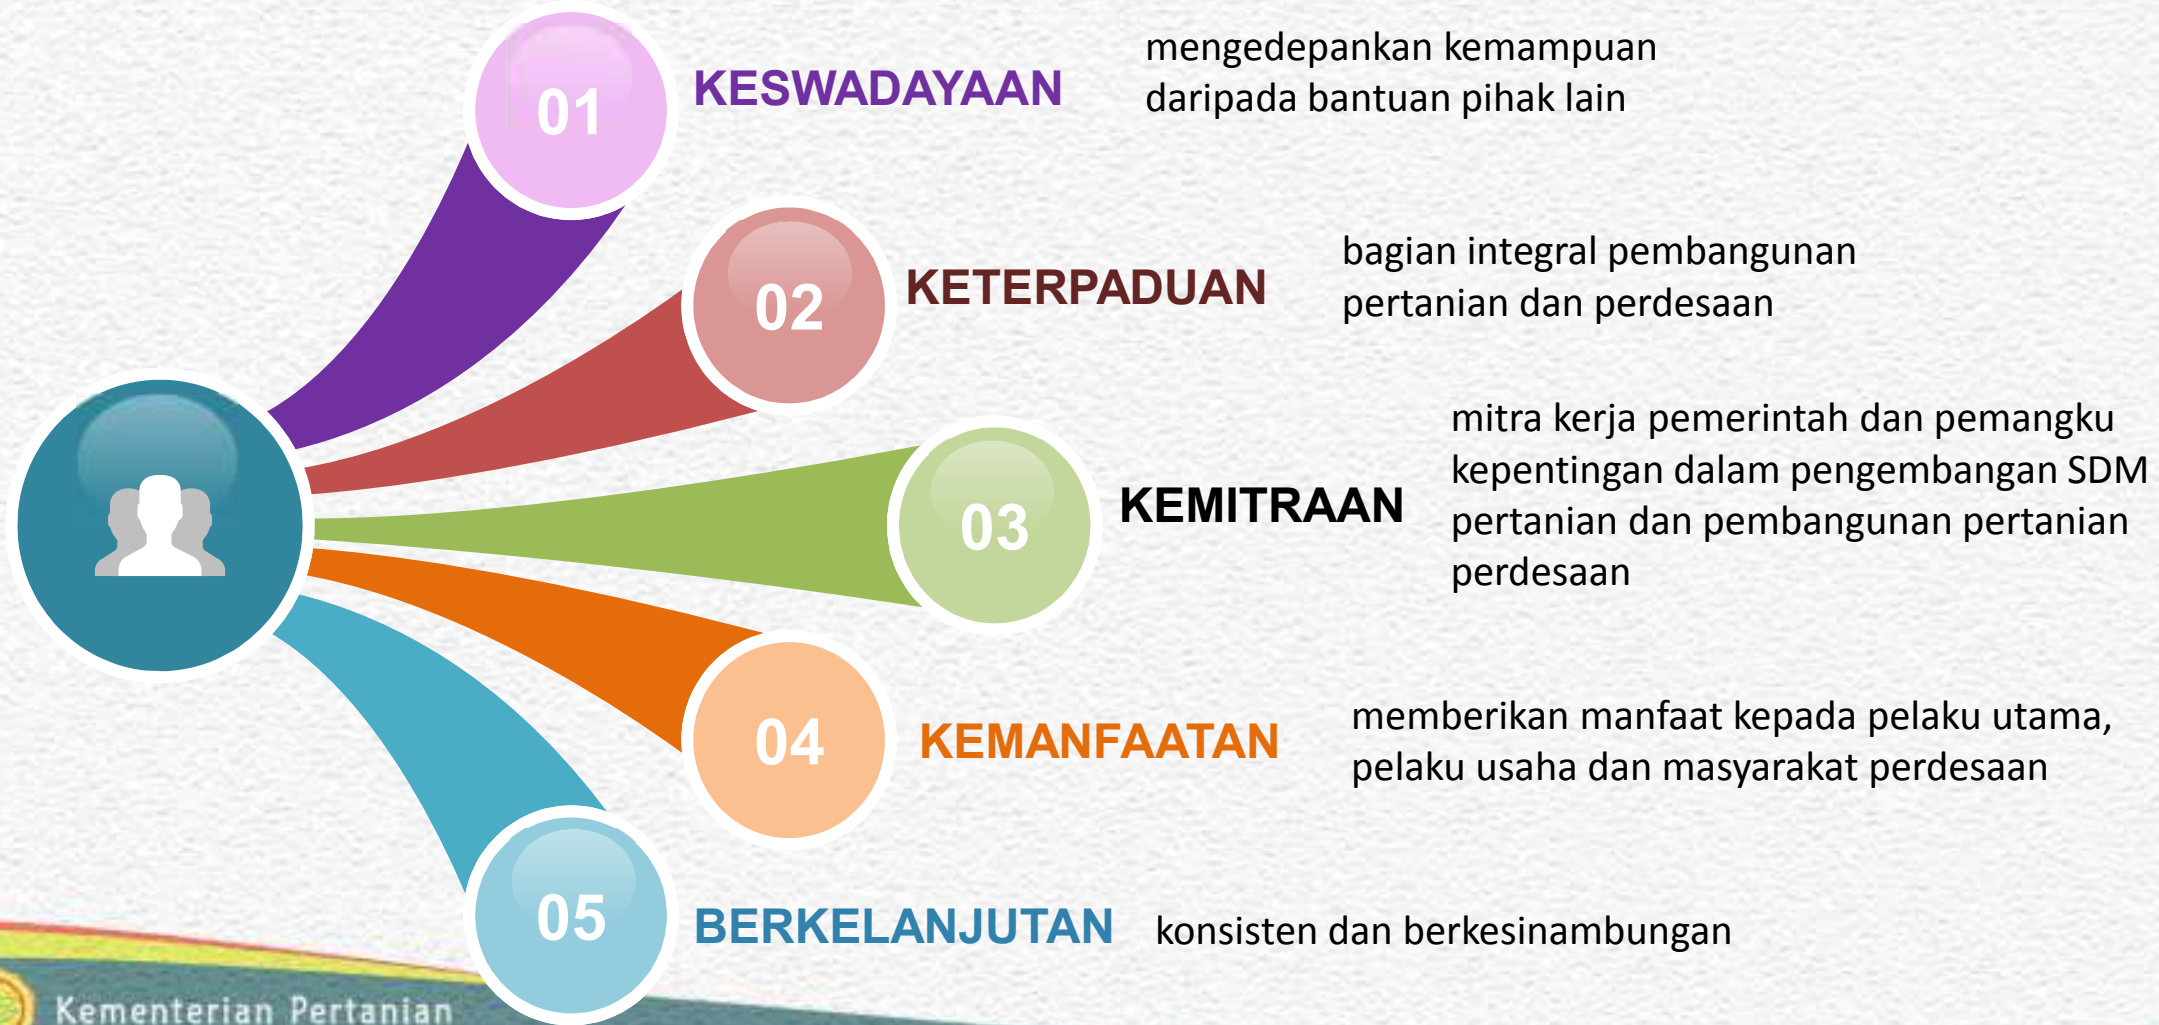 01
KESWADAYAAN
mengedepankan kemampuan
daripada bantuan pihak lain
02
KETERPADUAN
bagian integral pembangunan
pertanian dan perdesaan
03
KEMITRAAN
mitra kerja pemerintah dan pemangku
kepentingan dalam pengembangan SDM
pertanian dan pembangunan pertanian
perdesaan
04
KEMANFAATAN
memberikan manfaat kepada pelaku utama,
pelaku usaha dan masyarakat perdesaan
05
BERKELANJUTAN
konsisten dan berkesinambungan
Kementerian Pertanian